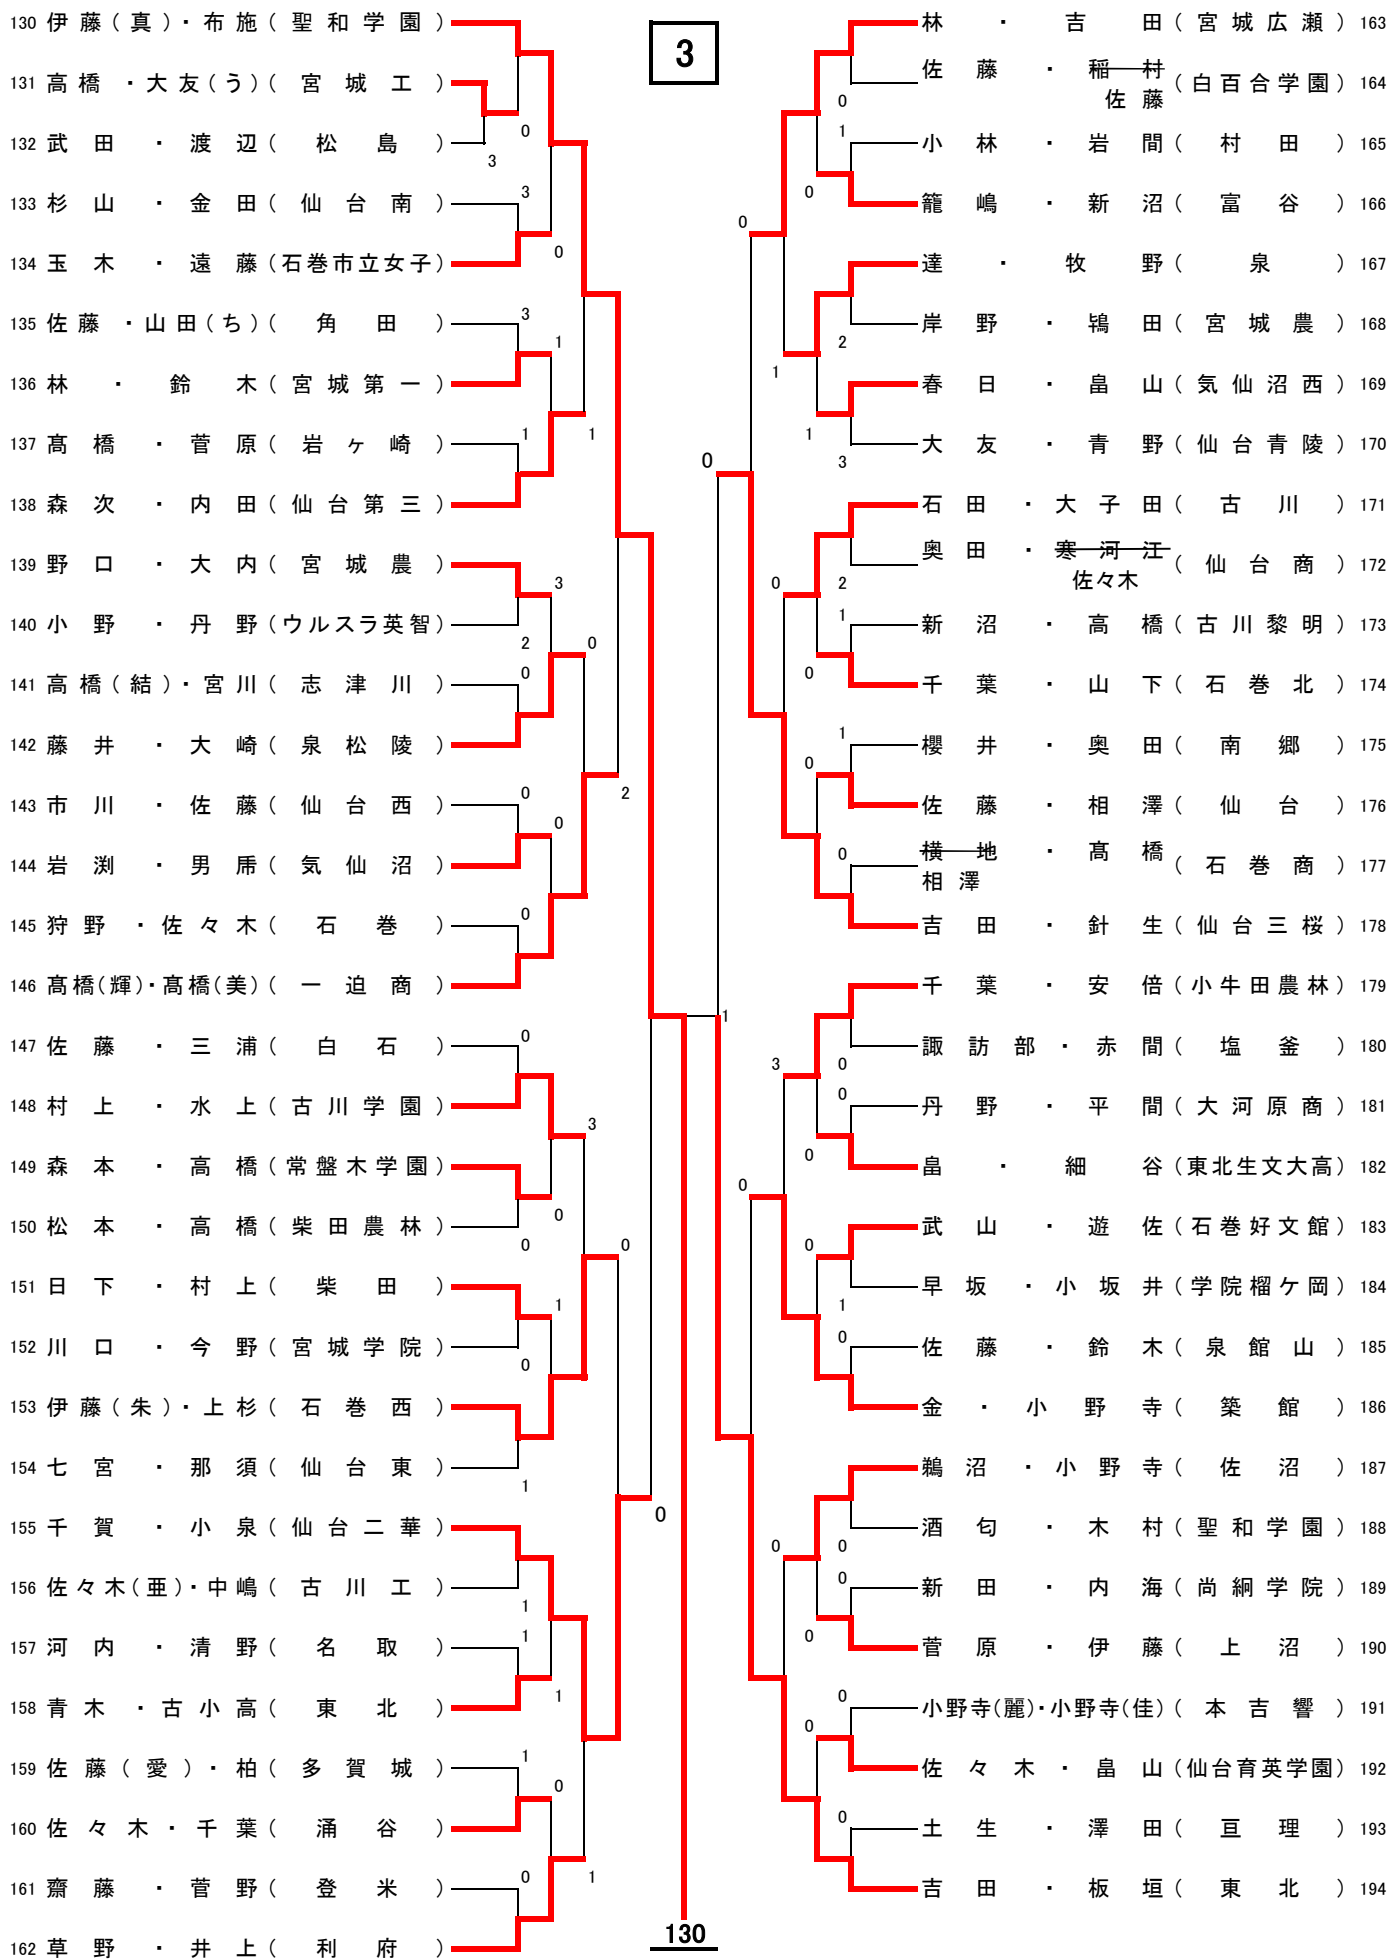 3
130 伊藤(真)・布施(聖和学園)
131 高橋・大友(う)(宮城工)
132 武田・渡辺(松島)
133 杉山・金田(仙台南)
134 玉木・遠藤(石巻市立女子)
135 佐藤・山田(ち)(角田)
136 林・鈴木(宮城第一)
137 髙橋・菅原(岩ヶ崎)
138 森次・内田(仙台第三)
139 野口・大内(宮城農)
140 小野・丹野(ウルスラ英智)
141 高橋(結)・宮川(志津川)
142 藤井・大崎(泉松陵)
143 市川・佐藤(仙台西)
144 岩渕・男乕(気仙沼)
145 狩野・佐々木(石巻)
146 髙橋(輝)・髙橋(美)(一迫商)
147 佐藤・三浦(白石)
148 村上・水上(古川学園)
149 森本・高橋(常盤木学園)
150 松本・高橋(柴田農林)
151 日下・村上(柴田)
152 川口・今野(宮城学院)
153 伊藤(朱)・上杉(石巻西)
154 七宮・那須(仙台東)
155 千賀・小泉(仙台二華)
156 佐々木(亜)・中嶋(古川工)
157 河内・清野(名取)
158 青木・古小高(東北)
159 佐藤(愛)・柏(多賀城)
160 佐々木・千葉(涌谷)
161 齋藤・菅野(登米)
162 草野・井上(利府)
林・吉田(宮城広瀬) 163
佐藤・稲村(白百合学園) 164
佐藤
小林・岩間(村田) 165
籠嶋・新沼(富谷) 166
達・牧野(泉) 167
岸野・鴇田(宮城農) 168
春日・畠山(気仙沼西) 169
大友・青野(仙台青陵) 170
石田・大子田(古川) 171
奥田・寒河江(仙台商) 172
佐々木
新沼・高橋(古川黎明) 173
千葉・山下(石巻北) 174
櫻井・奥田(南郷) 175
佐藤・相澤(仙台) 176
横地・髙橋(石巻商) 177
相澤
吉田・針生(仙台三桜) 178
千葉・安倍(小牛田農林) 179
諏訪部・赤間(塩釜) 180
丹野・平間(大河原商) 181
畠・細谷(東北生文大高) 182
武山・遊佐(石巻好文館) 183
早坂・小坂井(学院榴ケ岡) 184
佐藤・鈴木(泉館山) 185
金・小野寺(築館) 186
鵜沼・小野寺(佐沼) 187
酒匂・木村(聖和学園) 188
新田・内海(尚絅学院) 189
菅原・伊藤(上沼) 190
小野寺(麗)・小野寺(佳)(本吉響) 191
佐々木・畠山(仙台育英学園) 192
土生・澤田(亘理) 193
吉田・板垣(東北) 194
130